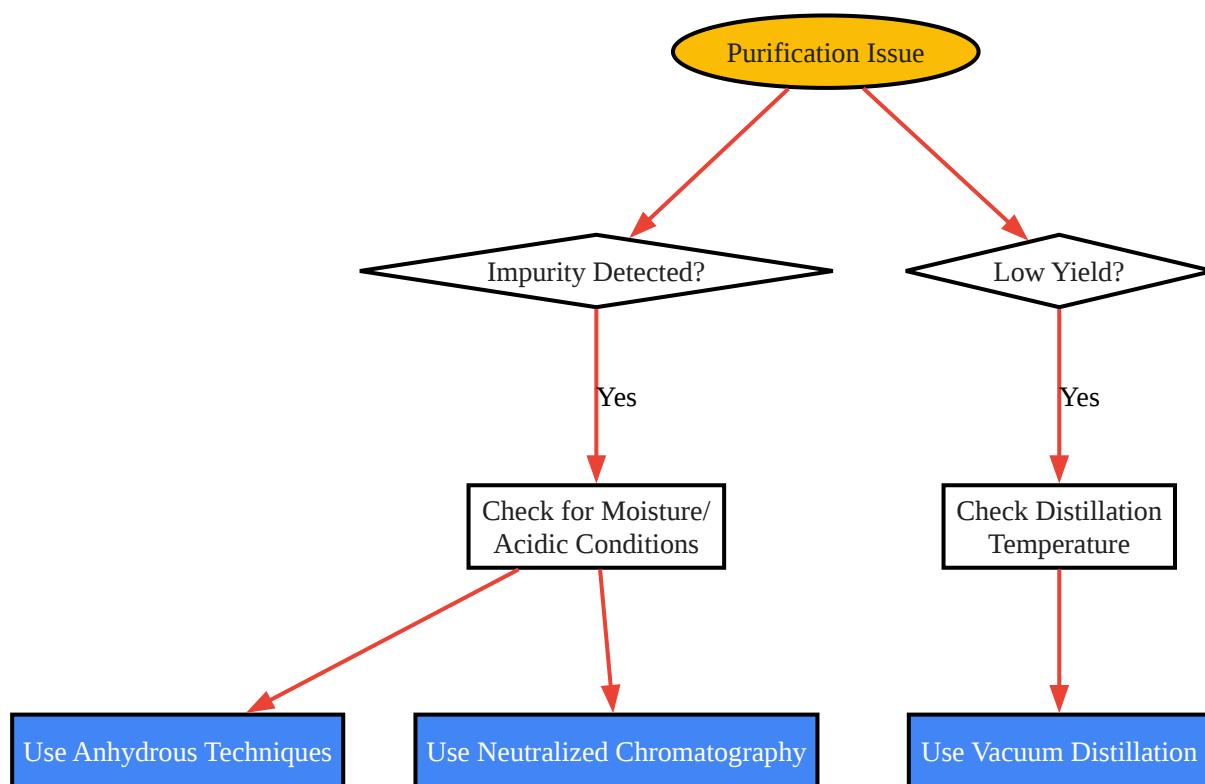 Purification Issue
Impurity Detected?
Low Yield?
Yes
Yes
Check for Moisture/
Acidic Conditions
Check Distillation
Temperature
Use Anhydrous Techniques
Use Neutralized Chromatography
Use Vacuum Distillation